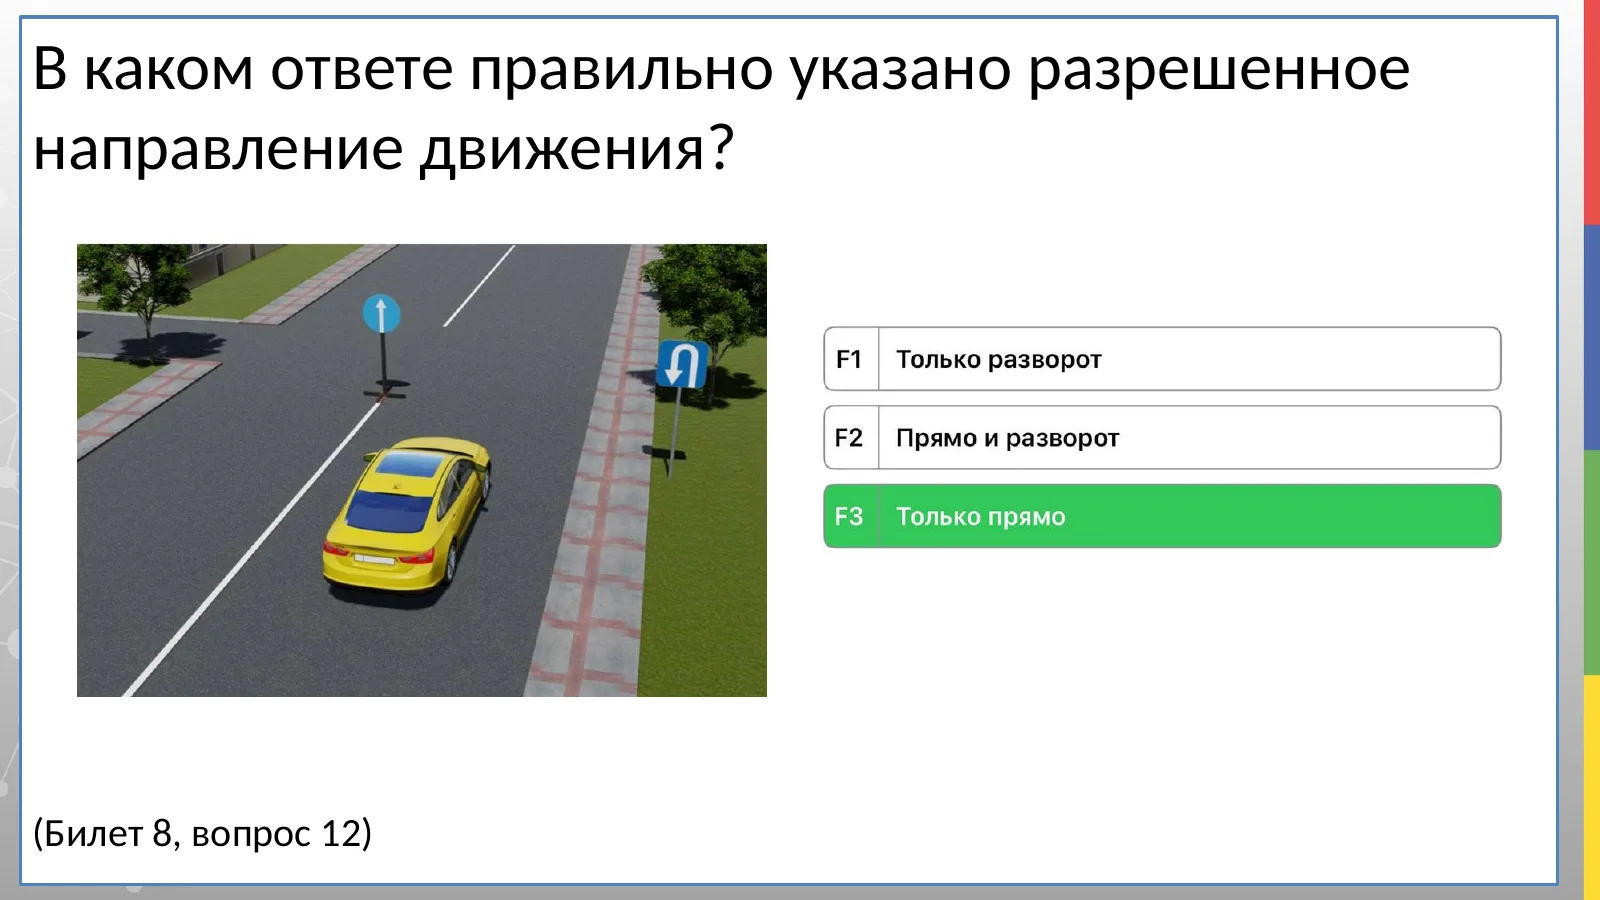 В каком ответе правильно указано разрешенное
направление движения?
F1 Только разворот
F2 Прямо и разворот
F3 Только прямо
(Билет 8, вопрос 12)